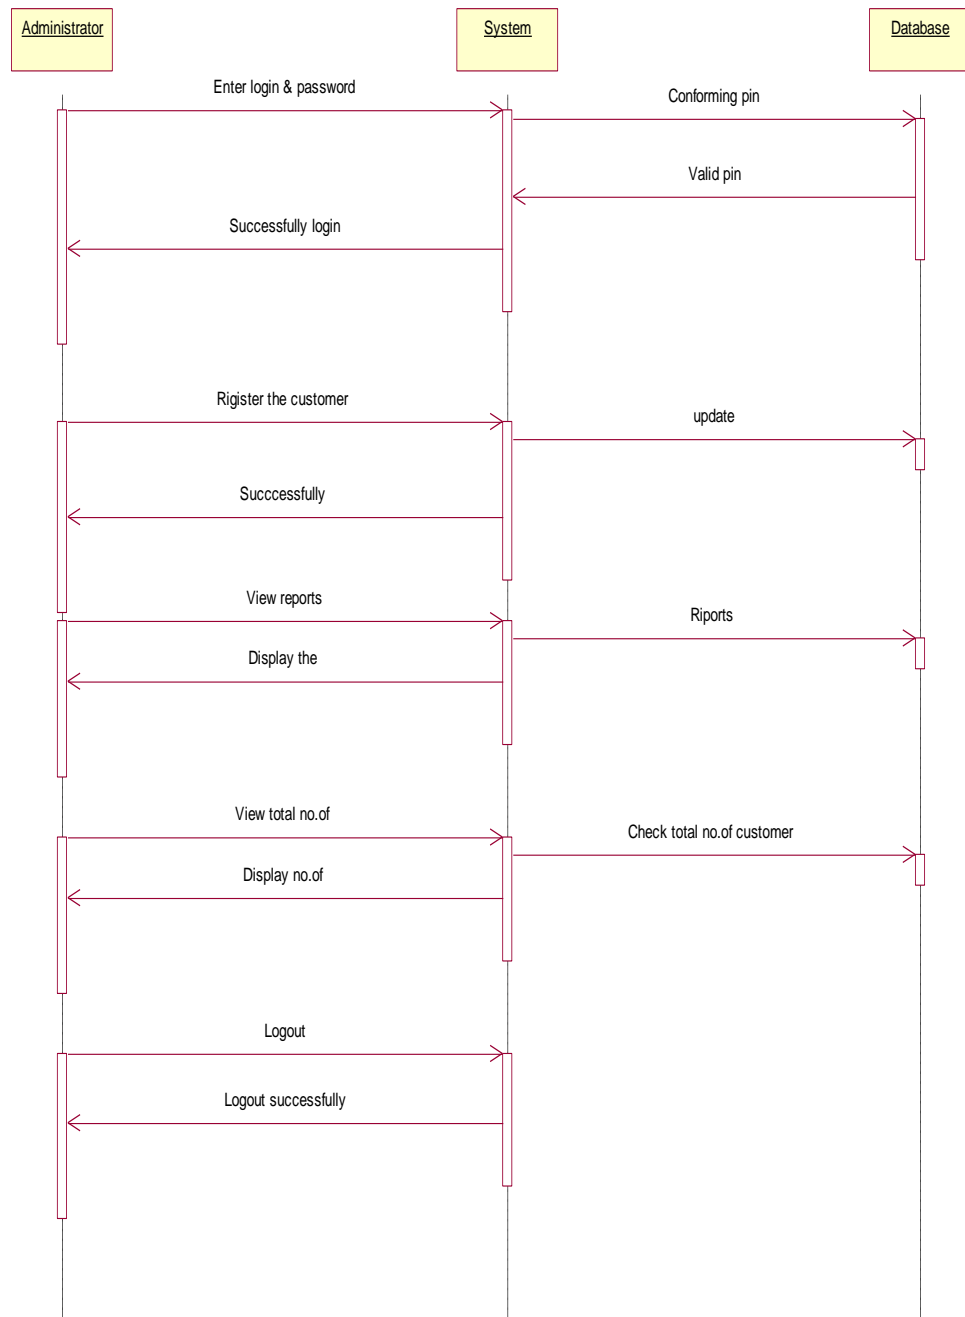 Administrator
System
Database
Enter login & password
Conforming pin
Valid pin
Successfully login
Rigister the customer
update
Succcessfully
View reports
Riports
Display the
View total no.of
Check total no.of customer
Display no.of
Logout
Logout successfully